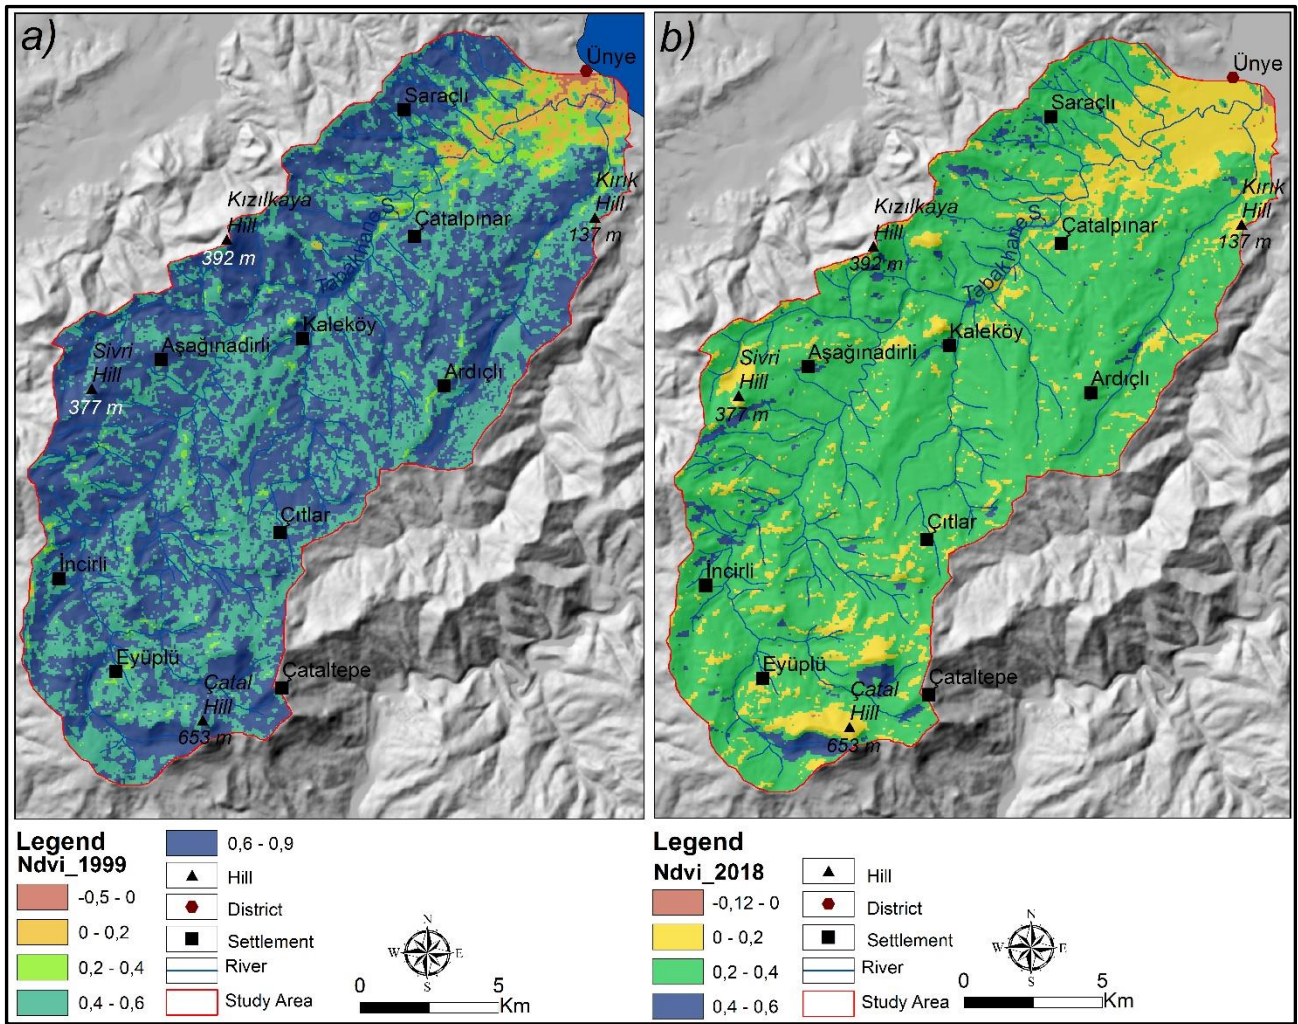 a)
Ünye
Saraçlı
Kırık
Hill
137 m
Kızılkaya
Hill
392 m
Çatalpınar
Tabakhane S.
Kaleköy
Sivri
Hill
377 m
Aşağınadirli
Ardıçlı
Çıtlar
İncirli
Eyüplü
Çatal
Hill
653 m
Çataltepe
Legend
Ndvi_1999
-0,5 - 0
0 - 0,2
0,2 - 0,4
0,4 - 0,6
0,6 - 0,9
Hill
District
Settlement
River
Study Area
N
W E
S
0 5
Km
b)
Ünye
Saraçlı
Kırık
Hill
137 m
Kızılkaya
Hill
392 m
Çatalpınar
Tabakhane S.
Kaleköy
Sivri
Hill
377 m
Aşağınadirli
Ardıçlı
Çıtlar
İncirli
Eyüplü
Çatal
Hill
653 m
Çataltepe
Legend
Ndvi_2018
-0,12 - 0
0 - 0,2
0,2 - 0,4
0,4 - 0,6
Hill
District
Settlement
River
Study Area
N
W E
S
0 5
Km